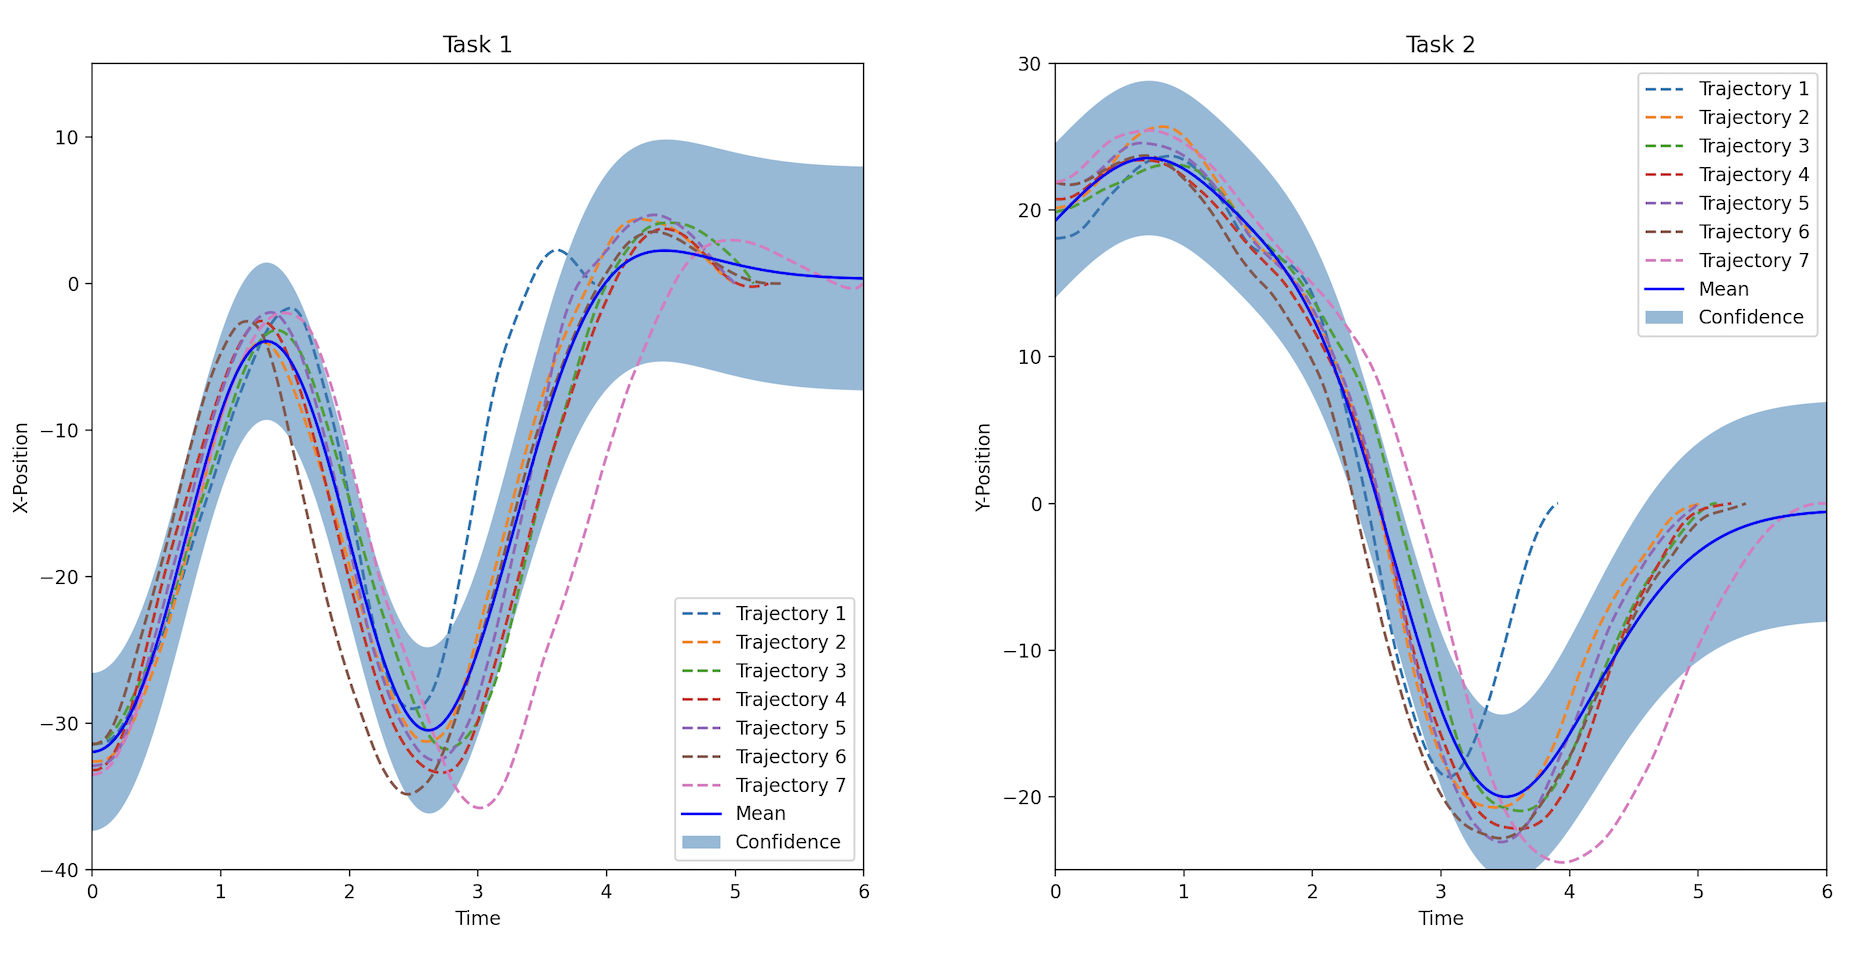 Task 1
X-Position
10
0
−10
−20
−30
−40
0 1 2 3 4 5 6
Time
Trajectory 1
Trajectory 2
Trajectory 3
Trajectory 4
Trajectory 5
Trajectory 6
Trajectory 7
Mean
Confidence
Task 2
Y-Position
30
20
10
0
−10
−20
0 1 2 3 4 5 6
Time
Trajectory 1
Trajectory 2
Trajectory 3
Trajectory 4
Trajectory 5
Trajectory 6
Trajectory 7
Mean
Confidence